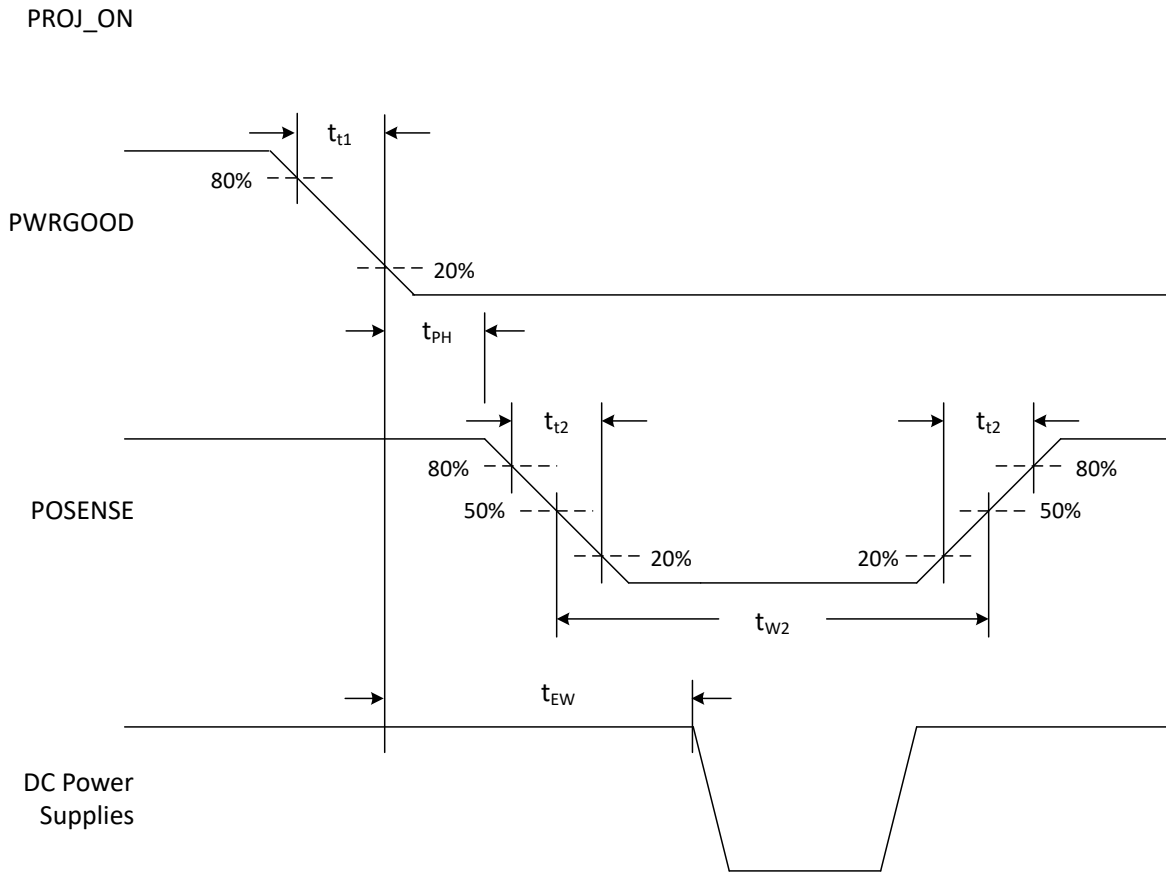 PROJ_ON
t_t1
80%
PWRGOOD
20%
t_PH
t_t2
t_t2
80%
80%
POSENSE
50%
50%
20%
20%
t_W2
t_EW
DC Power
Supplies